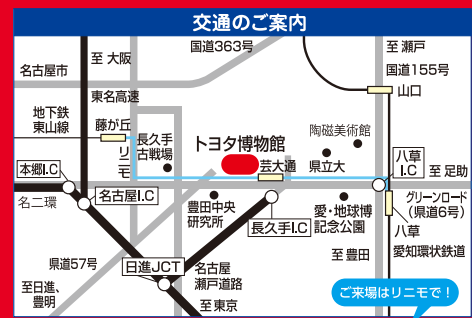 交通のご案内
国道363号
至 瀬戸
至 大阪
名古屋市
国道155号
東名高速
山口
地下鉄
東山線
藤が丘
リニモ
長久手
古戦場
トヨタ博物館
陶磁美術館
芸大通
県立大
八草
I.C
至 足助
本郷I.C
名古屋I.C
名二環
豊田中央
研究所
長久手I.C
愛・地球博
記念公園
グリーンロード
(県道6号)
八草
愛知環状鉄道
県道57号
日進JCT
名古屋
瀬戸道路
至豊田
至日進、
豊明
至東京
ご来場はリニモで！